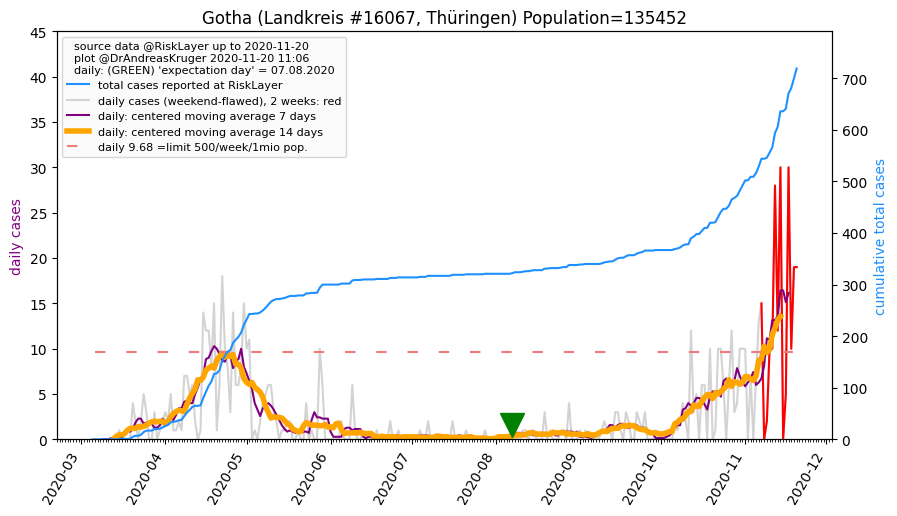 Gotha (Landkreis #16067, Thüringen) Population=135452
source data @RiskLayer up to 2020-11-20
plot @DrAndreasKruger 2020-11-20 11:06
daily: (GREEN) 'expectation day' = 07.08.2020
total cases reported at RiskLayer
daily cases (weekend-flawed), 2 weeks: red
daily: centered moving average 7 days
daily: centered moving average 14 days
daily 9.68 =limit 500/week/1mio pop.
daily cases
45
40
35
30
25
20
15
10
5
0
cumulative total cases
700
600
500
400
300
200
100
0
2020-03
2020-04
2020-05
2020-06
2020-07
2020-08
2020-09
2020-10
2020-11
2020-12